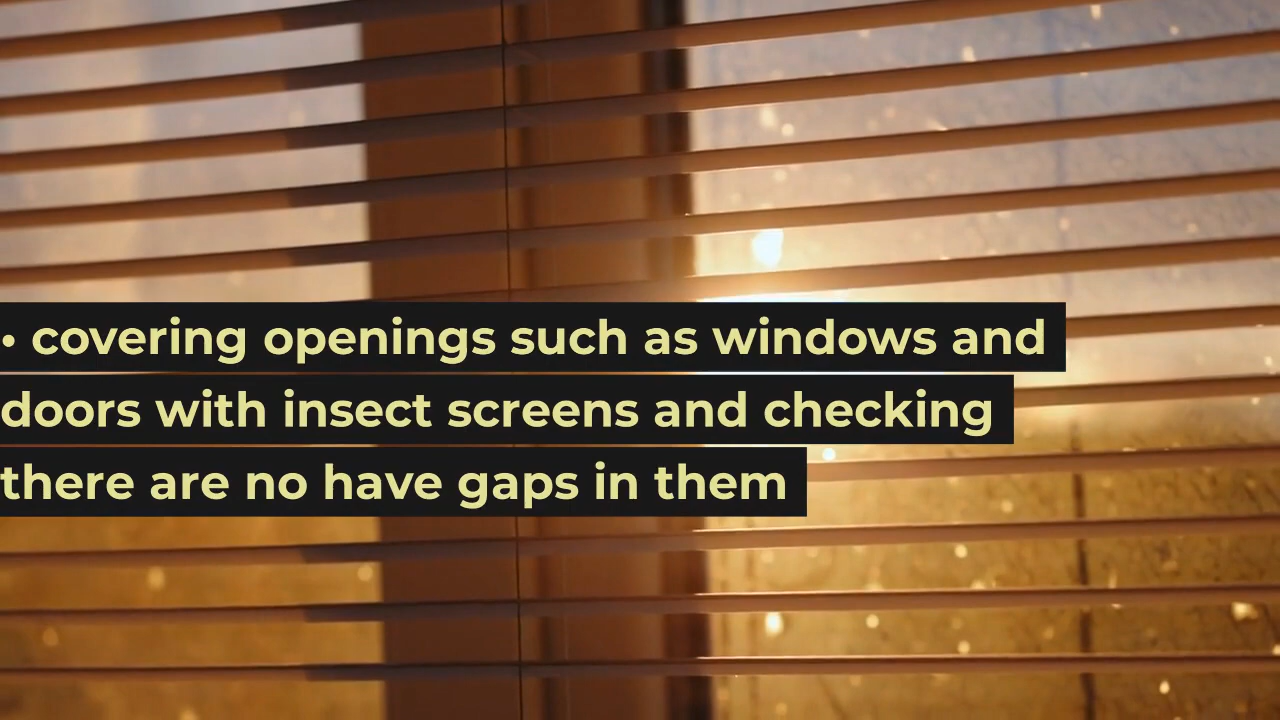 • covering openings such as windows and
doors with insect screens and checking
there are no have gaps in them